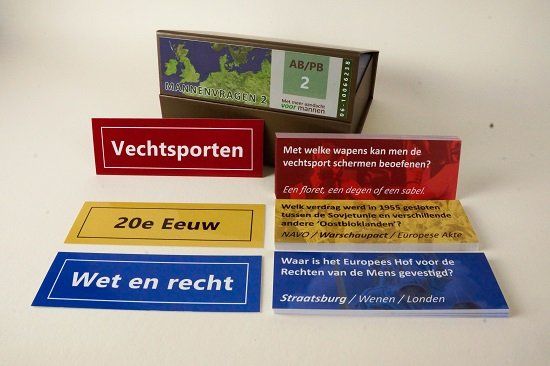 MANNENVRAGEN 2
AB/PB
2
Met meer aandacht
voor mannen
06-10066238
Vechtsporten
Met welke wapens kan men de
vechtsport schermen beoefenen?
Een floret, een degen of een sabel.
20e Eeuw
Welk verdrag werd in 1955 gesloten
tussen de Sovjetunie en verschillende
andere 'Oostbloklanden'?
NAVO / Warschaupact / Europese Akte
Wet en recht
Waar is het Europees Hof voor de
Rechten van de Mens gevestigd?
Straatsburg / Wenen / Londen